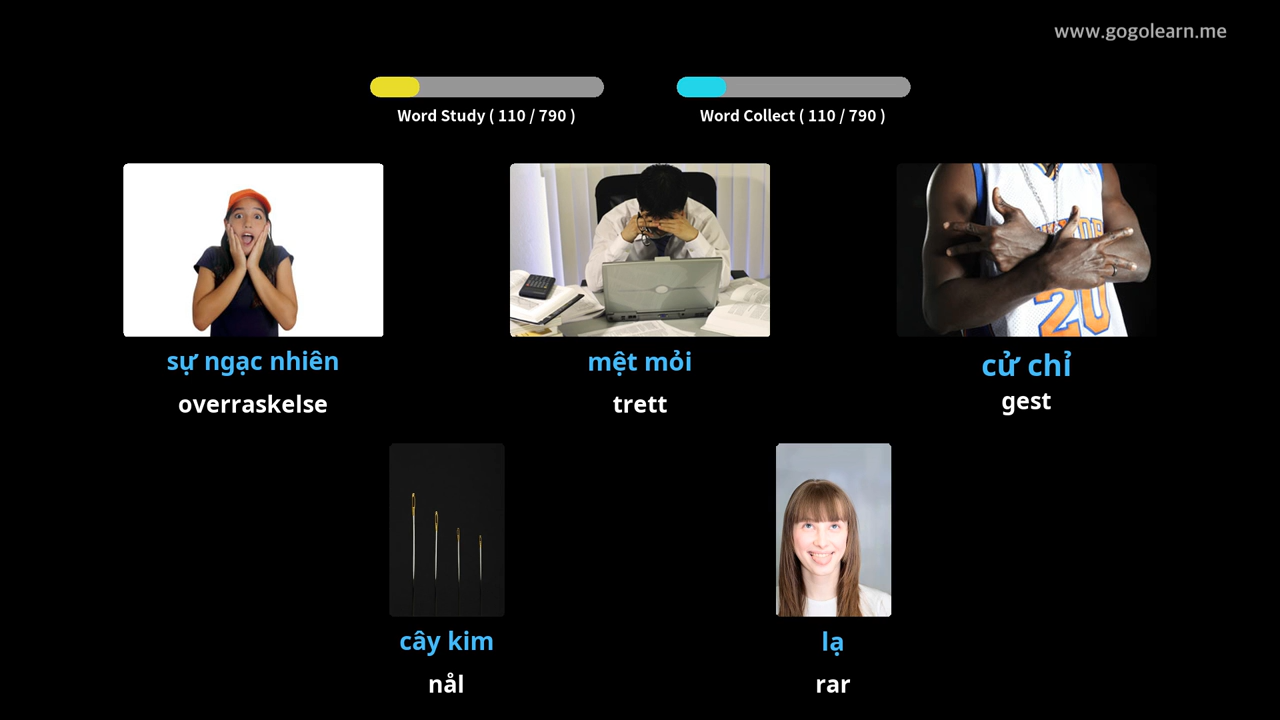 www.gogolearn.me
Word Study ( 110 / 790 )
Word Collect ( 110 / 790 )
sự ngạc nhiên
overraskelse
mệt mỏi
trett
cử chỉ
gest
20
cây kim
nål
lạ
rar